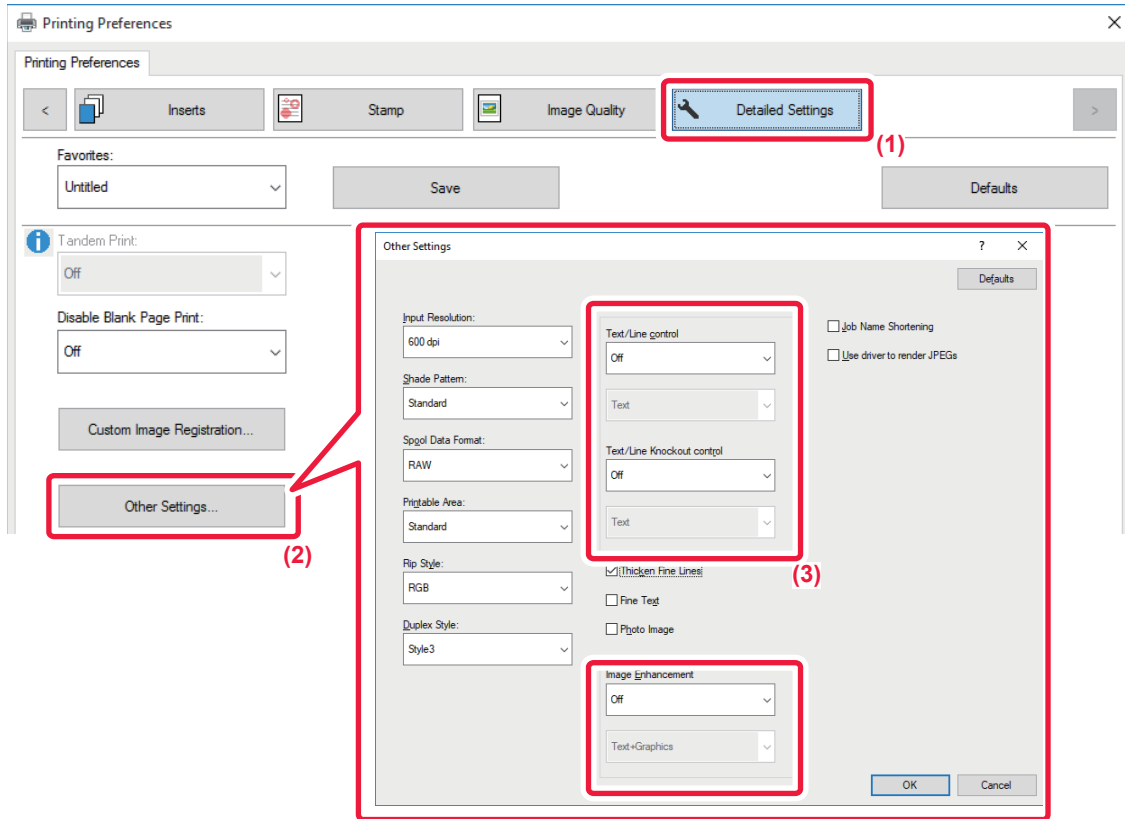 Printing Preferences
Printing Preferences
<
Inserts
Stamp
Image Quality
Detailed Settings
>
(1)
Favorites:
Untitled
Save
Defaults
Tandem Print:
Off
Disable Blank Page Print:
Off
Custom Image Registration...
Other Settings...
(2)
Other Settings
?
Defaults
Input Resolution:
600 dpi
Shade Pattern:
Standard
Spool Data Format:
RAW
Printable Area:
Standard
Rip Style:
RGB
Duplex Style:
Style3
Text/Line control
Off
Text
Text/Line Knockout control
Off
Text
(3)
Thicken Fine Lines
Fine Text
Photo Image
Image Enhancement
Off
Text+Graphics
Job Name Shortening
Use driver to render JPEGs
OK
Cancel